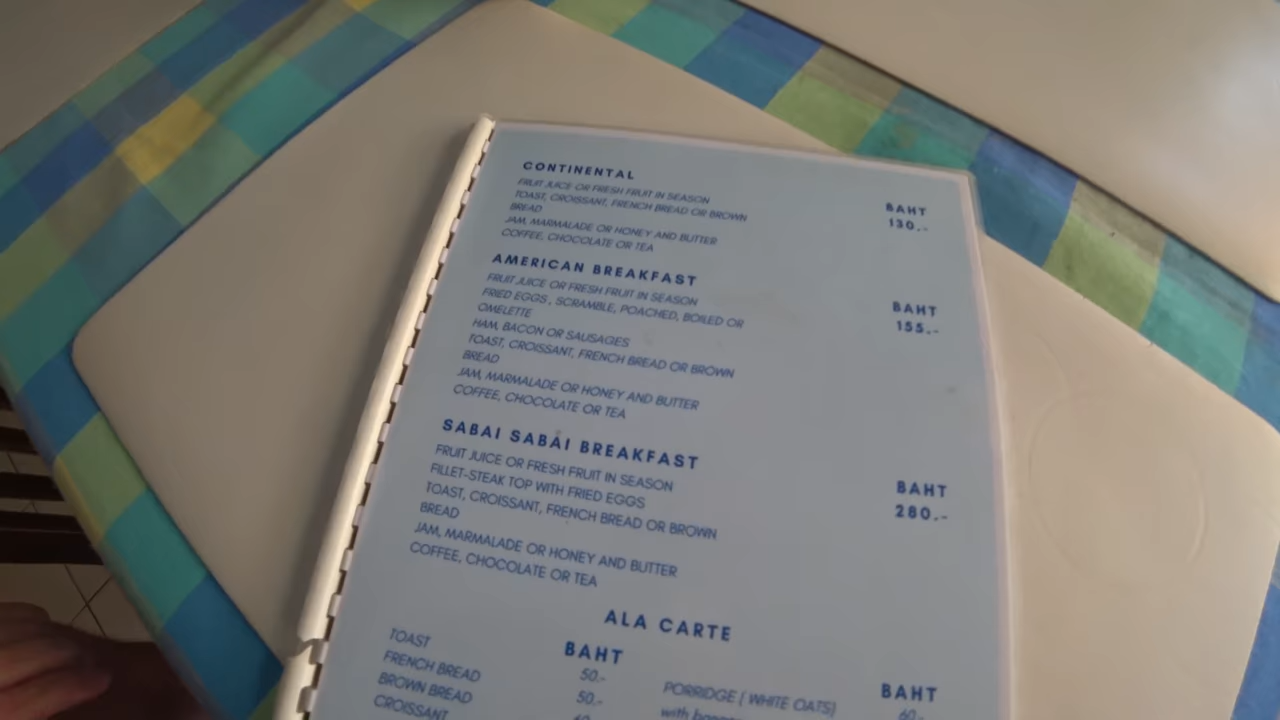 CONTINENTAL
FRUIT JUICE OR FRESH FRUIT IN SEASON
TOAST, CROISSANT, FRENCH BREAD OR BROWN
BREAD
JAM, MARMALADE OR HONEY AND BUTTER
COFFEE, CHOCOLATE OR TEA
BAHT
130.-
AMERICAN BREAKFAST
FRUIT JUICE OR FRESH FRUIT IN SEASON
FRIED EGGS, SCRAMBLE, POACHED, BOILED OR
OMELETTE
HAM, BACON OR SAUSAGES
TOAST, CROISSANT, FRENCH BREAD OR BROWN
BREAD
JAM, MARMALADE OR HONEY AND BUTTER
COFFEE, CHOCOLATE OR TEA
BAHT
155.-
SABAI SABAI BREAKFAST
FRUIT JUICE OR FRESH FRUIT IN SEASON
FILLET-STEAK TOP WITH FRIED EGGS
TOAST, CROISSANT, FRENCH BREAD OR BROWN
BREAD
JAM, MARMALADE OR HONEY AND BUTTER
COFFEE, CHOCOLATE OR TEA
BAHT
280.-
ALA CARTE
BAHT
TOAST 50.-
FRENCH BREAD 50.-
BROWN BREAD
CROISSANT
BAHT
PORRIDGE ( WHITE OATS) 60.-
with